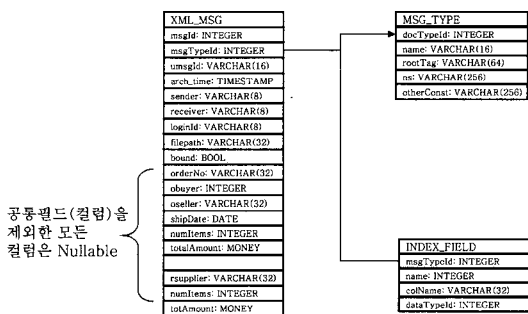 XML_MSG
msgId: INTEGER
msgTypeId: INTEGER
umsgId: VARCHAR(16)
arch_time: TIMESTAMP
sender: VARCHAR(8)
receiver: VARCHAR(8)
loginId: VARCHAR(8)
filepath: VARCHAR(32)
bound: BOOL
orderNo: VARCHAR(32)
obuyer: INTEGER
oseller: VARCHAR(32)
shipDate: DATE
numItems: INTEGER
totalAmount: MONEY
rsupplier: VARCHAR(32)
numItems: INTEGER
totAmount: MONEY
공통필드(컬럼)을
제외한 모든
컬럼은 Nullable
MSG_TYPE
docTypeId: INTEGER
name: VARCHAR(16)
rootTag: VARCHAR(64)
ns: VARCHAR(256)
otherConst: VARCHAR(256)
INDEX_FIELD
msgTypeId: INTEGER
name: INTEGER
colName: VARCHAR(32)
dataTypeId: INTEGER